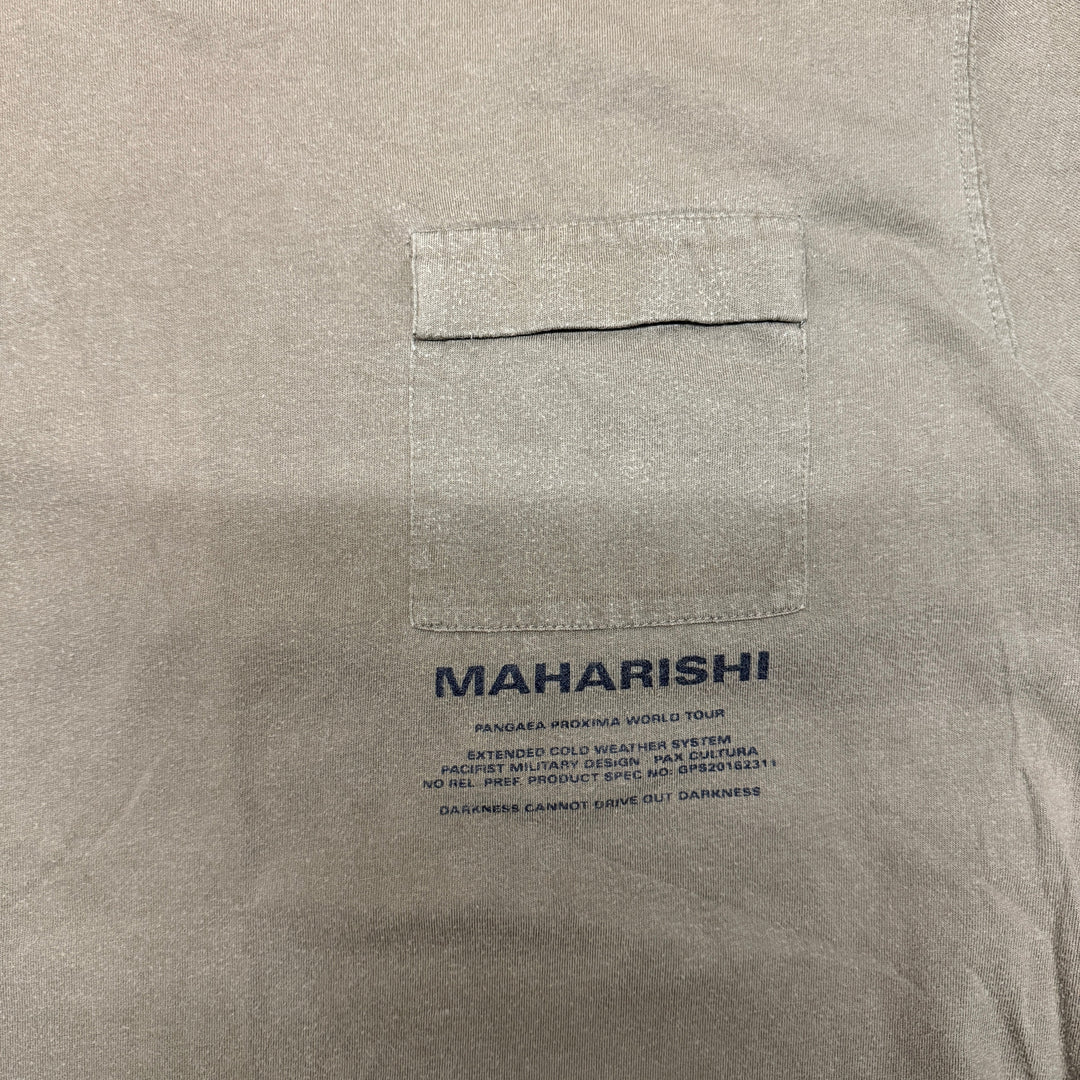 MAHARISHI
PANGAEA PROXIMA WORLD TOUR
EXTENDED COLD WEATHER SYSTEM
PACIFIST MILITARY DESIGN PAX CULTURA
NO REL. PREF. PRODUCT SPEC NO: GPS20162311
DARKNESS CANNOT DRIVE OUT DARKNESS